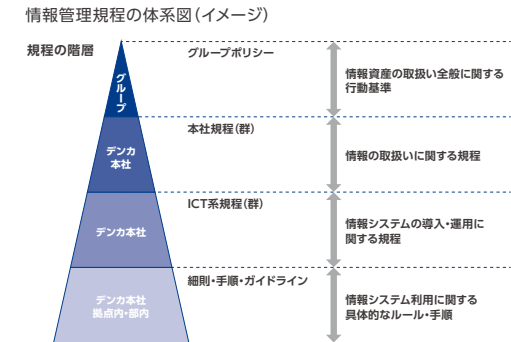 情報管理規程の体系図（イメージ）
規程の階層
グループ
グループポリシー
情報資産の取扱い全般に関する
行動基準
デンカ
本社
本社規程（群）
情報の取扱いに関する規程
デンカ本社
ICT系規程（群）
情報システムの導入・運用に
関する規程
デンカ本社
拠点内・部内
細則・手順・ガイドライン
情報システム利用に関する
具体的なルール・手順